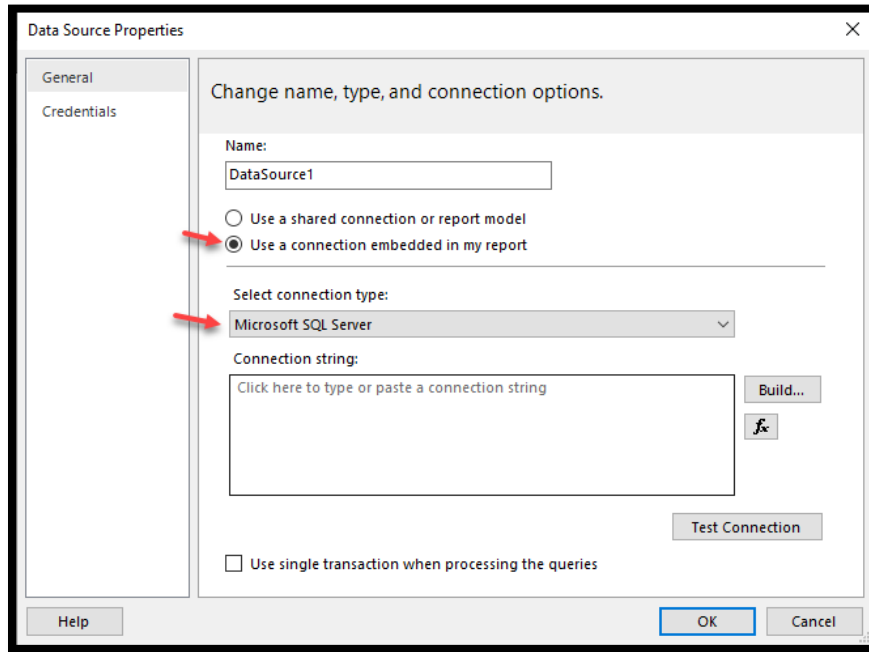 Data Source Properties
General
Credentials
Change name, type, and connection options.
Name:
DataSource1
Use a shared connection or report model
Use a connection embedded in my report
Select connection type:
Microsoft SQL Server
Connection string:
Click here to type or paste a connection string
Build...
fx
Test Connection
Use single transaction when processing the queries
Help
OK
Cancel